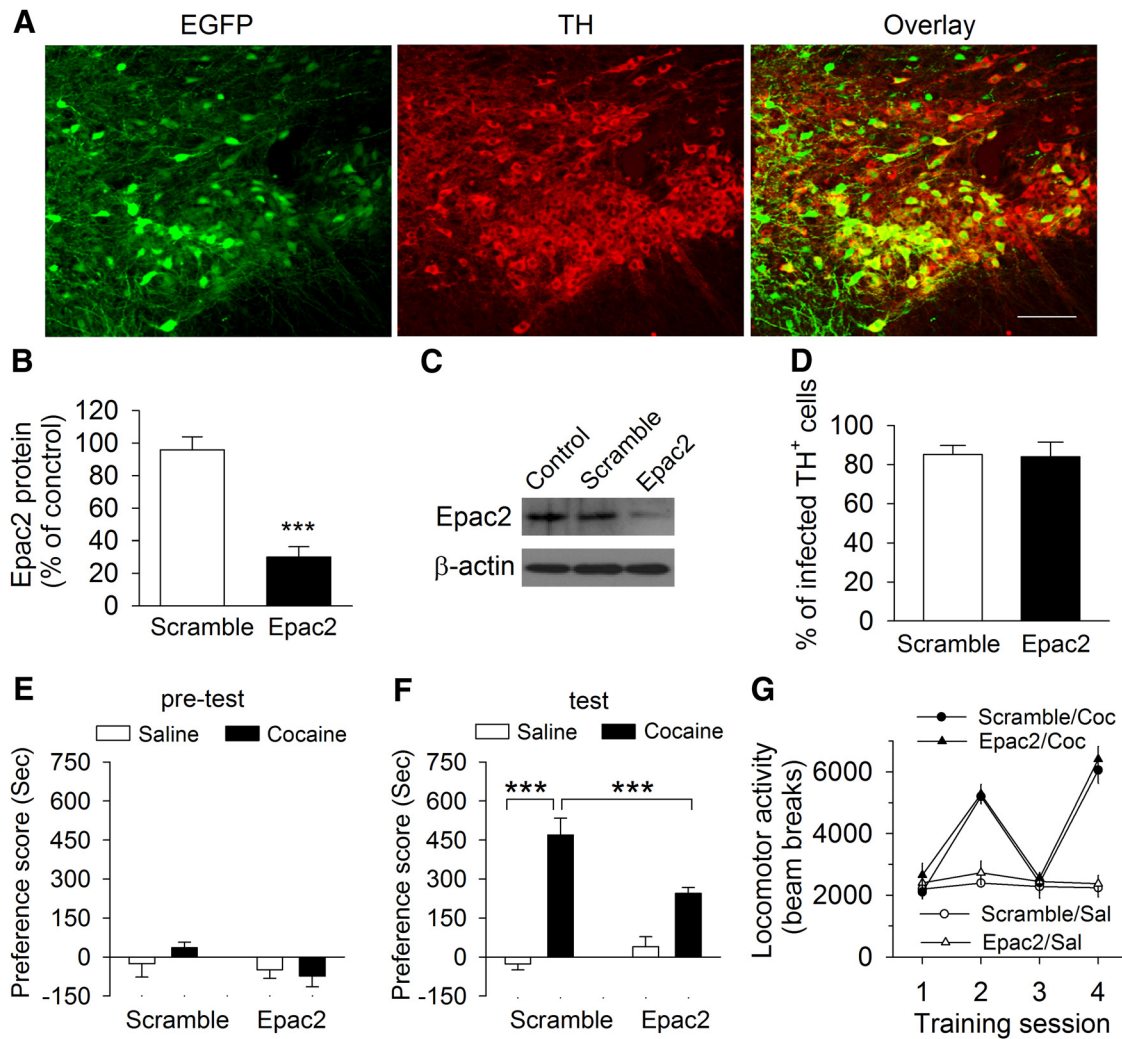 A
EGFP
TH
Overlay
B
Epac2 protein
(% of conctrol)
120
100
80
60
40
20
0
***
Scramble
Epac2
C
Control
Scramble
Epac2
Epac2
β-actin
D
% of infected TH⁺ cells
100
80
60
40
20
0
Scramble
Epac2
E
pre-test
Saline
Cocaine
Preference score (Sec)
750
600
450
300
150
0
-150
Scramble
Epac2
F
test
Saline
Cocaine
Preference score (Sec)
750
600
450
300
150
0
-150
***
***
Scramble
Epac2
G
Scramble/Coc
Epac2/Coc
Locomotor activity
(beam breaks)
6000
4000
2000
0
Scramble/Sal
Epac2/Sal
1 2 3 4
Training session